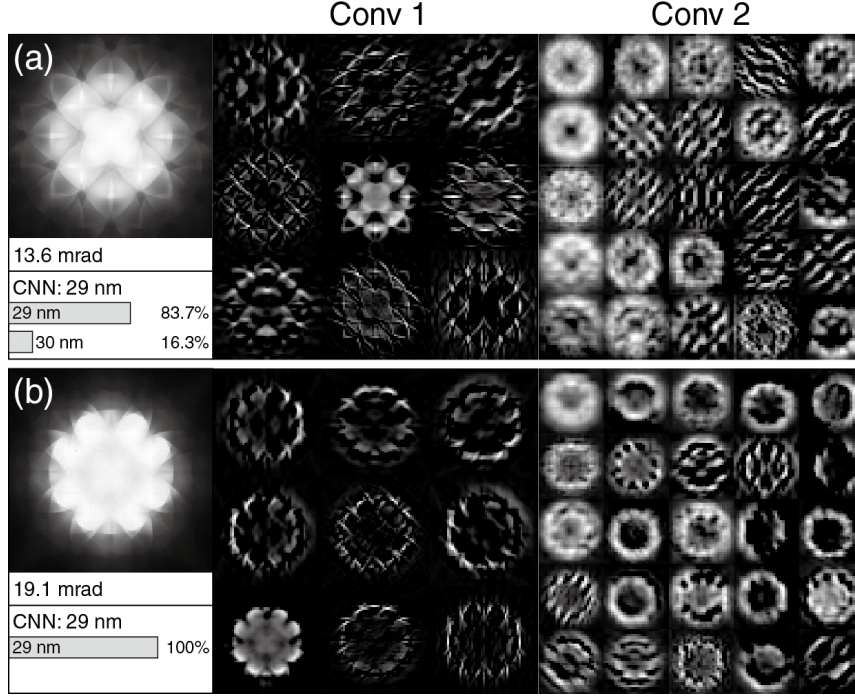 Conv 1
Conv 2
(a)
13.6 mrad
CNN: 29 nm
29 nm 83.7%
30 nm 16.3%
(b)
19.1 mrad
CNN: 29 nm
29 nm 100%